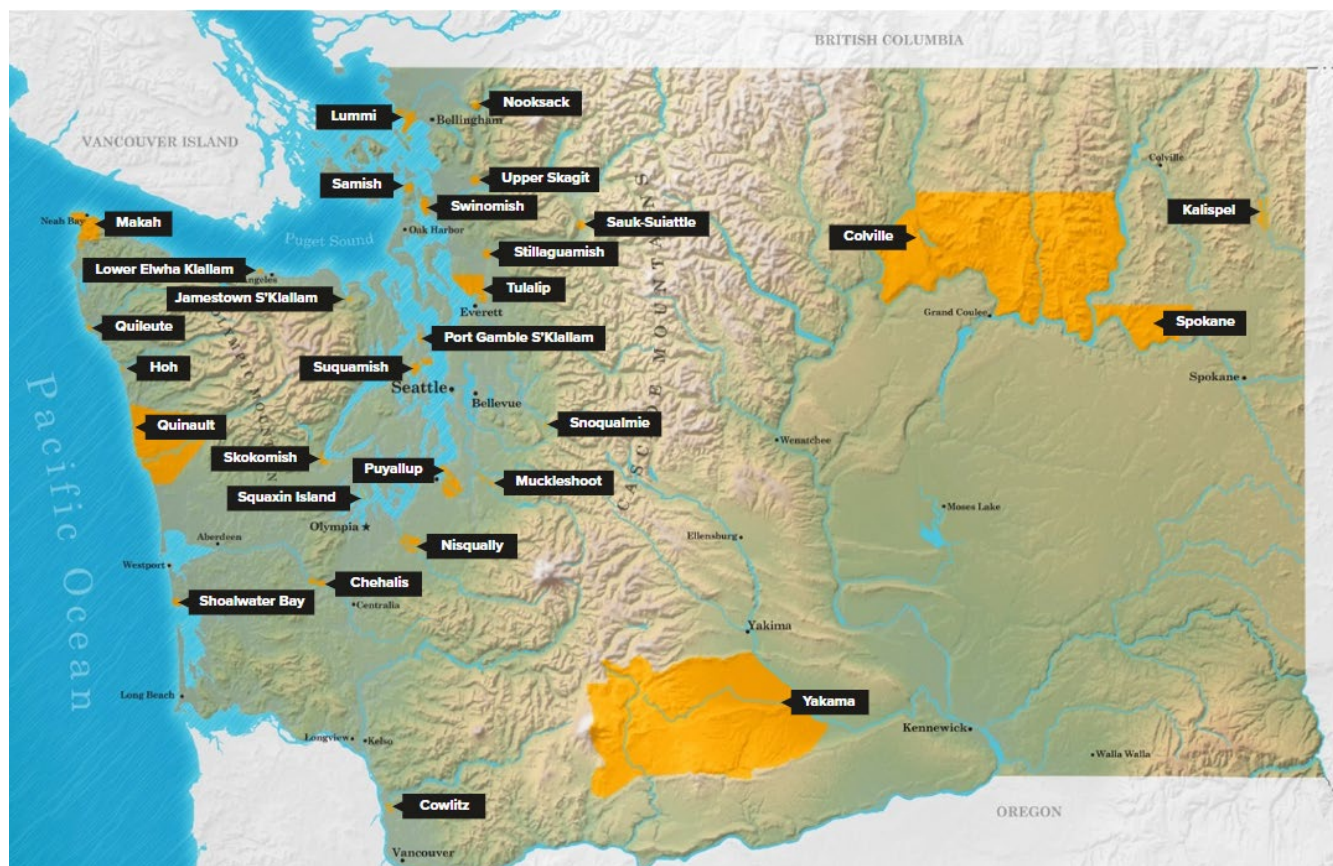 BRITISH COLUMBIA
VANCOUVER ISLAND
Nooksack
Lummi
Bellingham
Colville
Upper Skagit
Samish
Swinomish
Kalispel
Neah Bay
Makah
Oak Harbor
Sauk-Suiattle
Puget Sound
Colville
Stillaguamish
Lower Elwha Klallam
Angeles
Tulalip
Jamestown S'Klallam
Everett
Grand Coulee
Spokane
Quileute
Port Gamble S'Klallam
Hoh
Suquamish
Seattle
Spokane
Bellevue
Pacific Ocean
CASCADE MOUNTAINS
Quinault
Snoqualmie
Wenatchee
Skokomish
Puyallup
Muckleshoot
Squaxin Island
Moses Lake
Olympia
Aberdeen
Ellensburg
Nisqually
Westport
Chehalis
Shoalwater Bay
Centralia
Yakima
Long Beach
Yakama
Longview
Kelso
Kennewick
Walla Walla
Cowlitz
OREGON
Vancouver